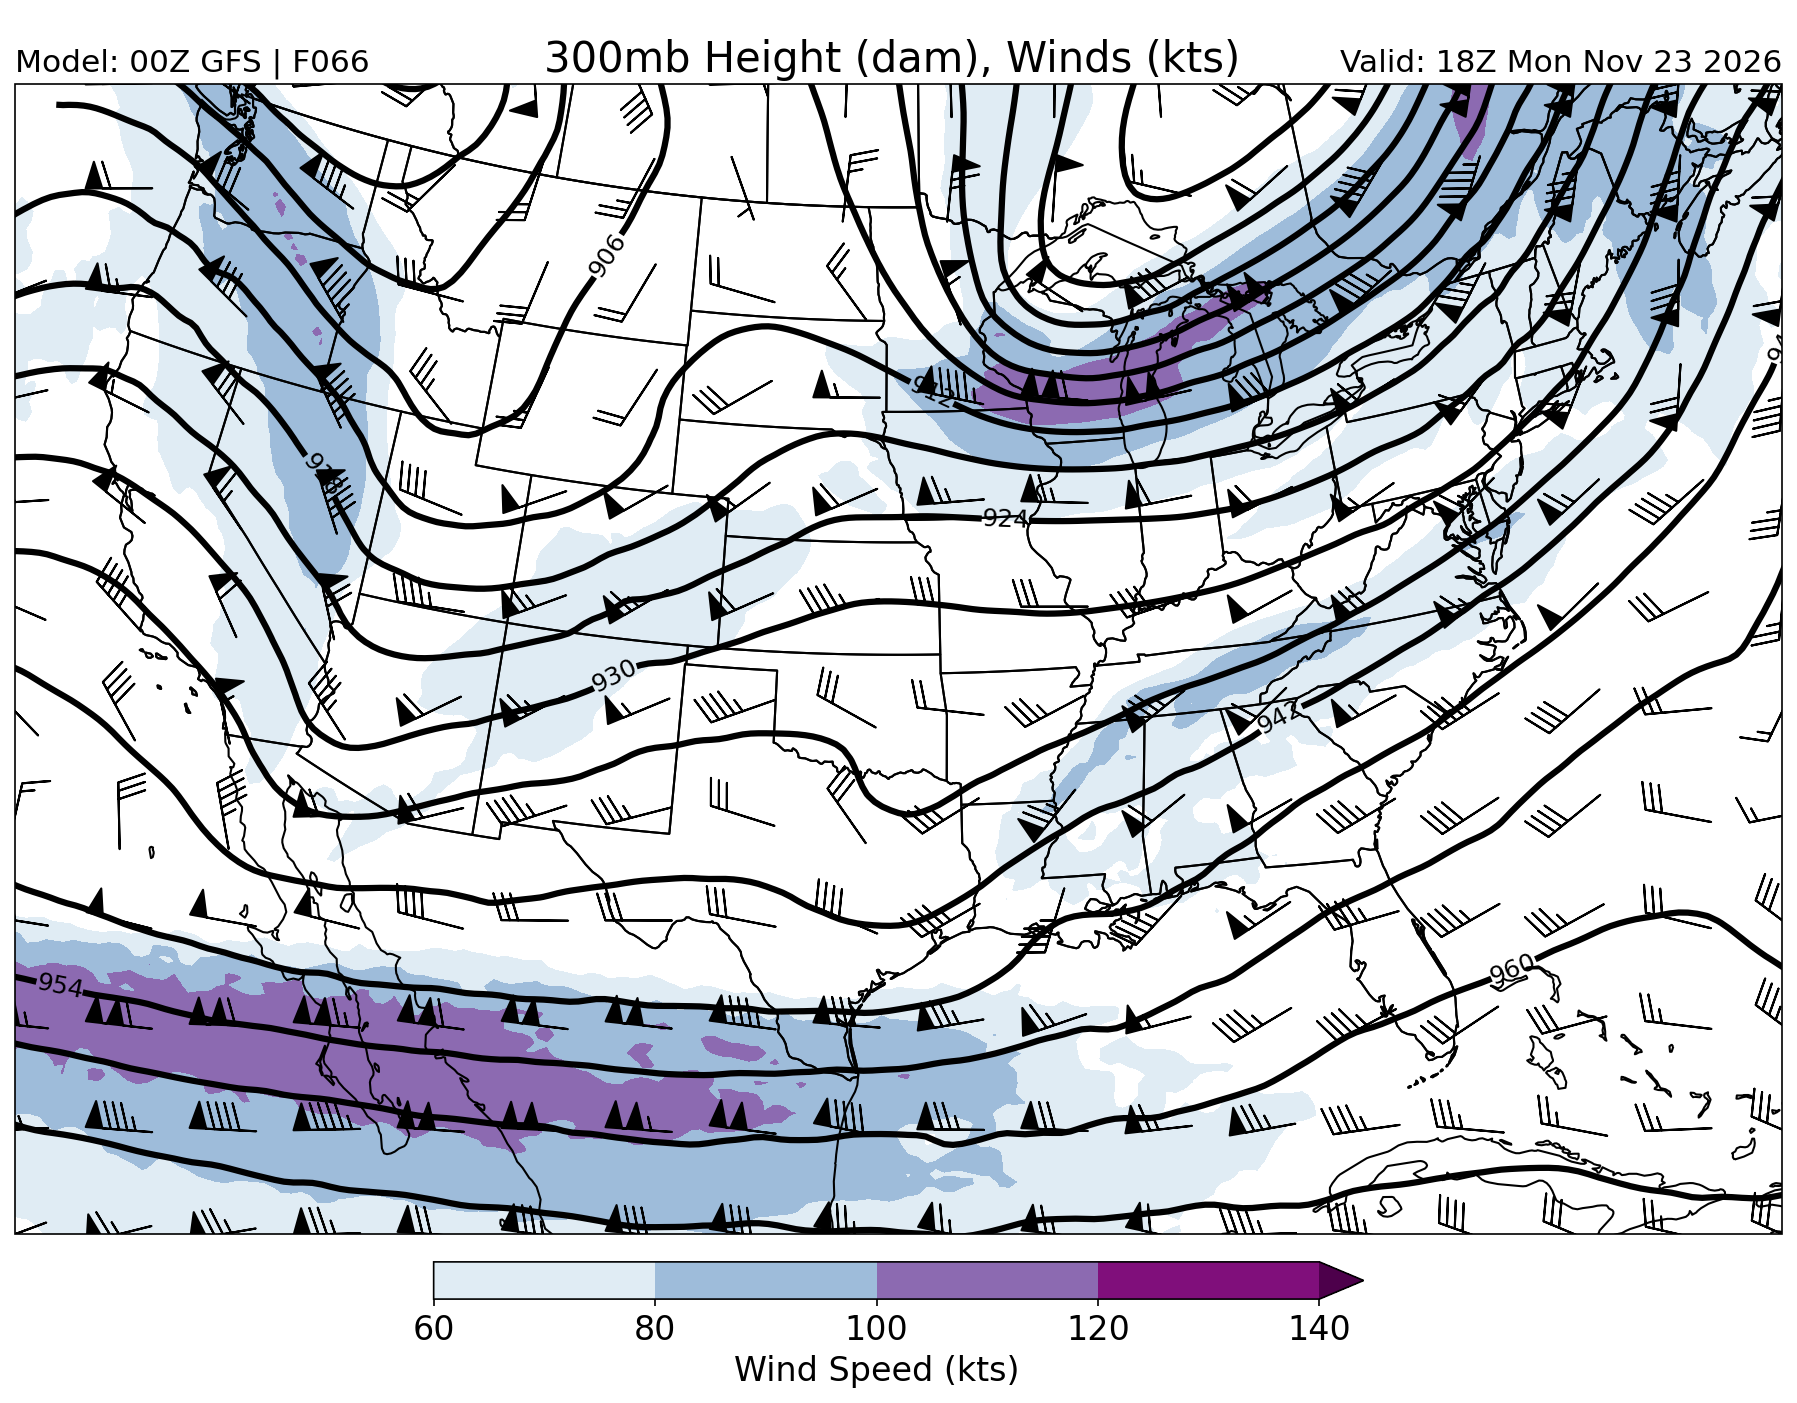 Model: 00Z GFS | F066
300mb Height (dam), Winds (kts)
Valid: 18Z Mon Nov 23 2026
906
912
924
930
942
954
960
60 80 100 120 140
Wind Speed (kts)